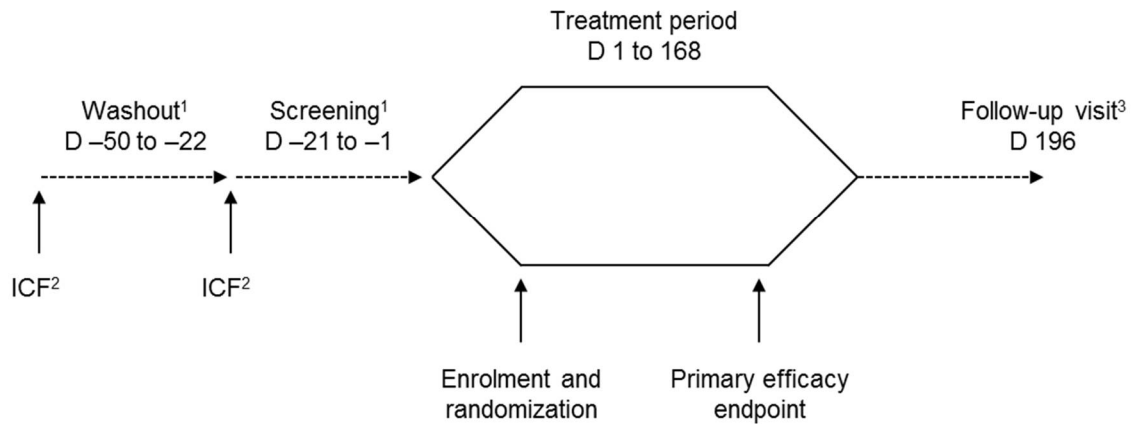 Treatment period
D 1 to 168
Washout¹
D –50 to –22
Screening¹
D –21 to –1
Follow-up visit³
D 196
ICF²
ICF²
Enrolment and
randomization
Primary efficacy
endpoint